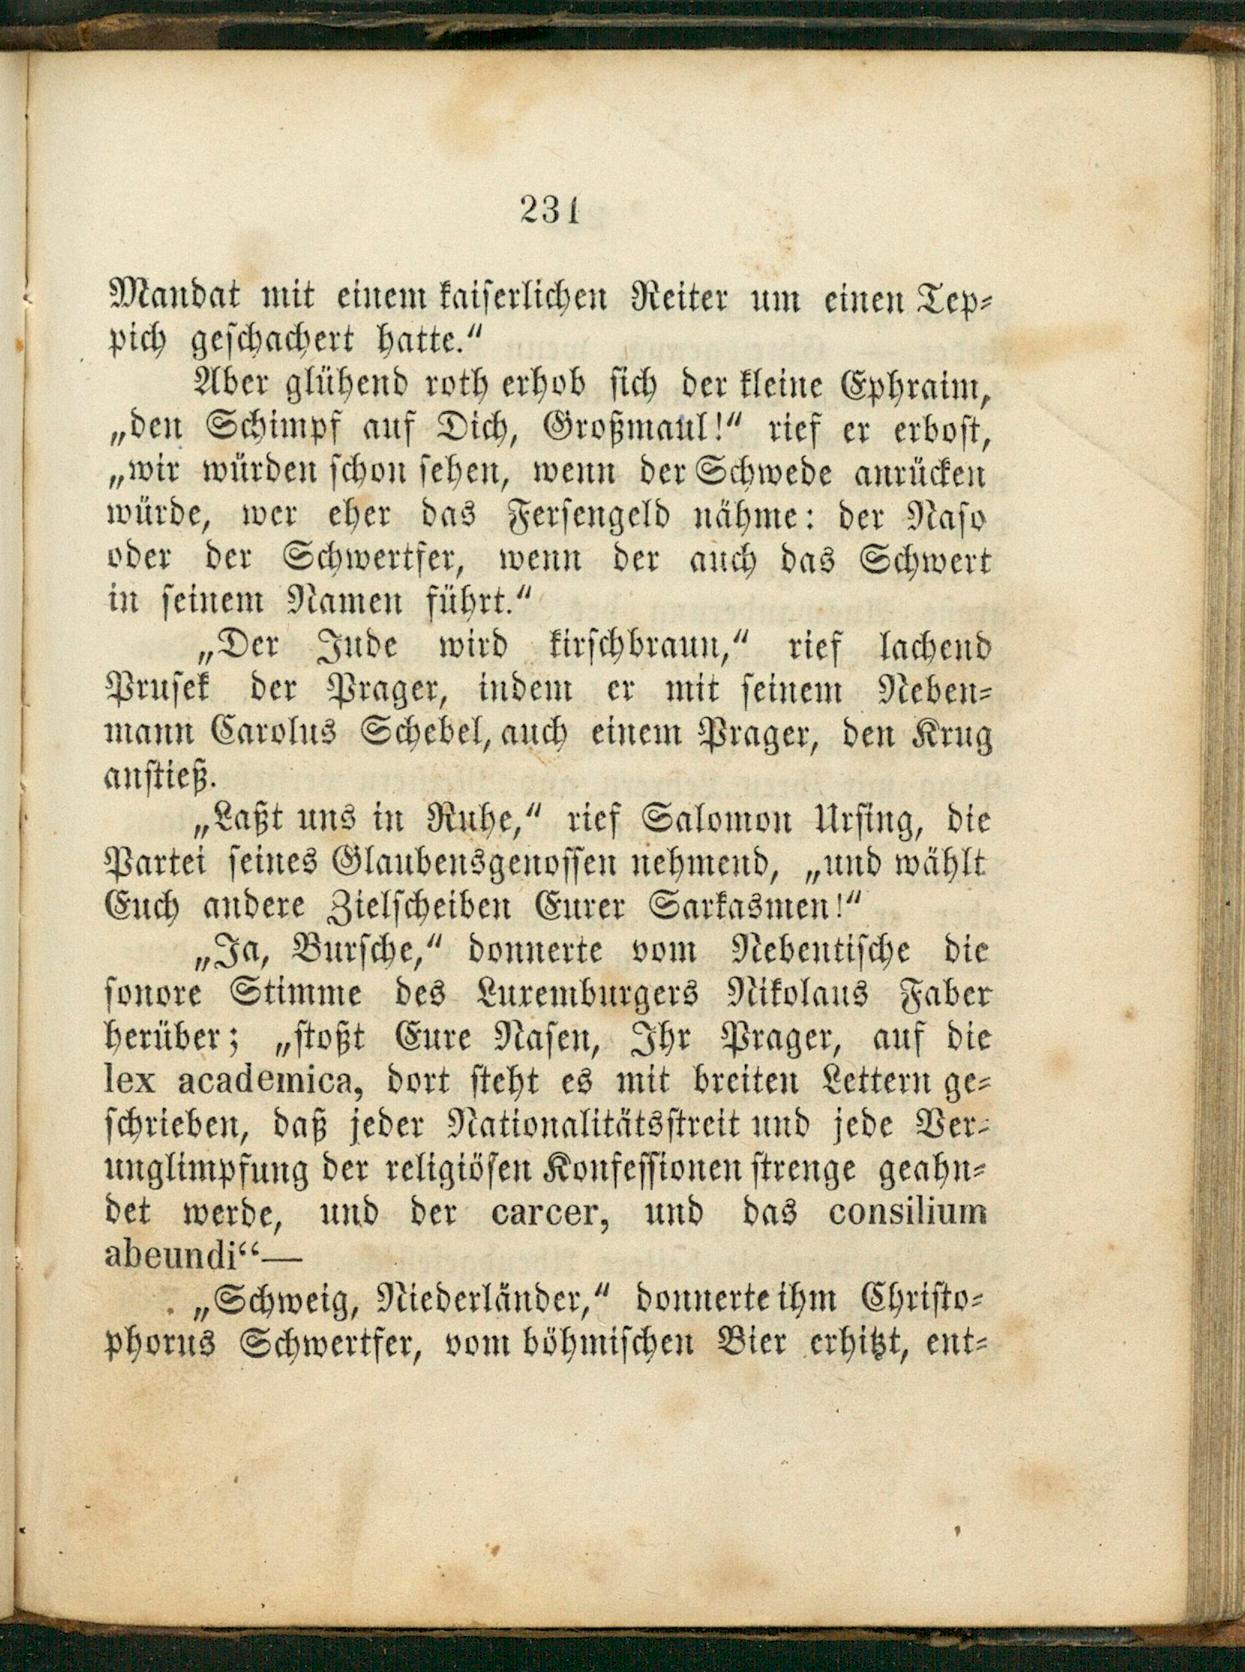 231
Mandat mit einem kaiserlichen Reiter um einen Tep-
pich geschachert hatte.“
Aber glühend roth erhob sich der kleine Ephraim,
„den Schimpf auf Dich, Großmaul!“ rief er erbost,
„wir würden schon sehen, wenn der Schwede anrücken
würde, wer eher das Fersengeld nähme: der Naso
oder der Schwertfer, wenn der auch das Schwert
in seinem Namen führt.“
„Der Jude wird kirschbraun,“ rief lachend
Prusek der Prager, indem er mit seinem Neben-
mann Carolus Schebel, auch einem Prager, den Krug
anstieß.
„Laßt uns in Ruhe,“ rief Salomon Ursing, die
Partei seines Glaubensgenossen nehmend, „und wählt
Euch andere Zielscheiben Eurer Sarkasmen!“
„Ja, Bursche,“ donnerte vom Nebentische die
sonore Stimme des Luxemburgers Nikolaus Faber
herüber; „stoßt Eure Nasen, Ihr Prager, auf die
lex academica, dort steht es mit breiten Lettern ge-
schrieben, daß jeder Nationalitätsstreit und jede Ver-
unglimpfung der religiösen Konfessionen strenge geahn-
det werde, und der carcer, und das consilium
abeundi“—
„Schweig, Niederländer,“ donnerte ihm Christo-
phorus Schwertfer, vom böhmischen Bier erhitzt, ent-